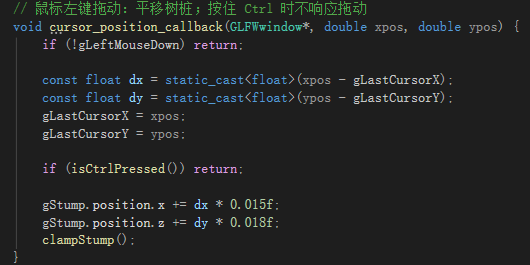 // 鼠标左键拖动：平移树桩；按住 Ctrl 时不响应拖动
void cursor_position_callback(GLFWwindow*, double xpos, double ypos) {
    if (!gLeftMouseDown) return;
    const float dx = static_cast<float>(xpos - gLastCursorX);
    const float dy = static_cast<float>(ypos - gLastCursorY);
    gLastCursorX = xpos;
    gLastCursorY = ypos;
    if (isCtrlPressed()) return;
    gStump.position.x += dx * 0.015f;
    gStump.position.z += dy * 0.018f;
    clampStump();
}